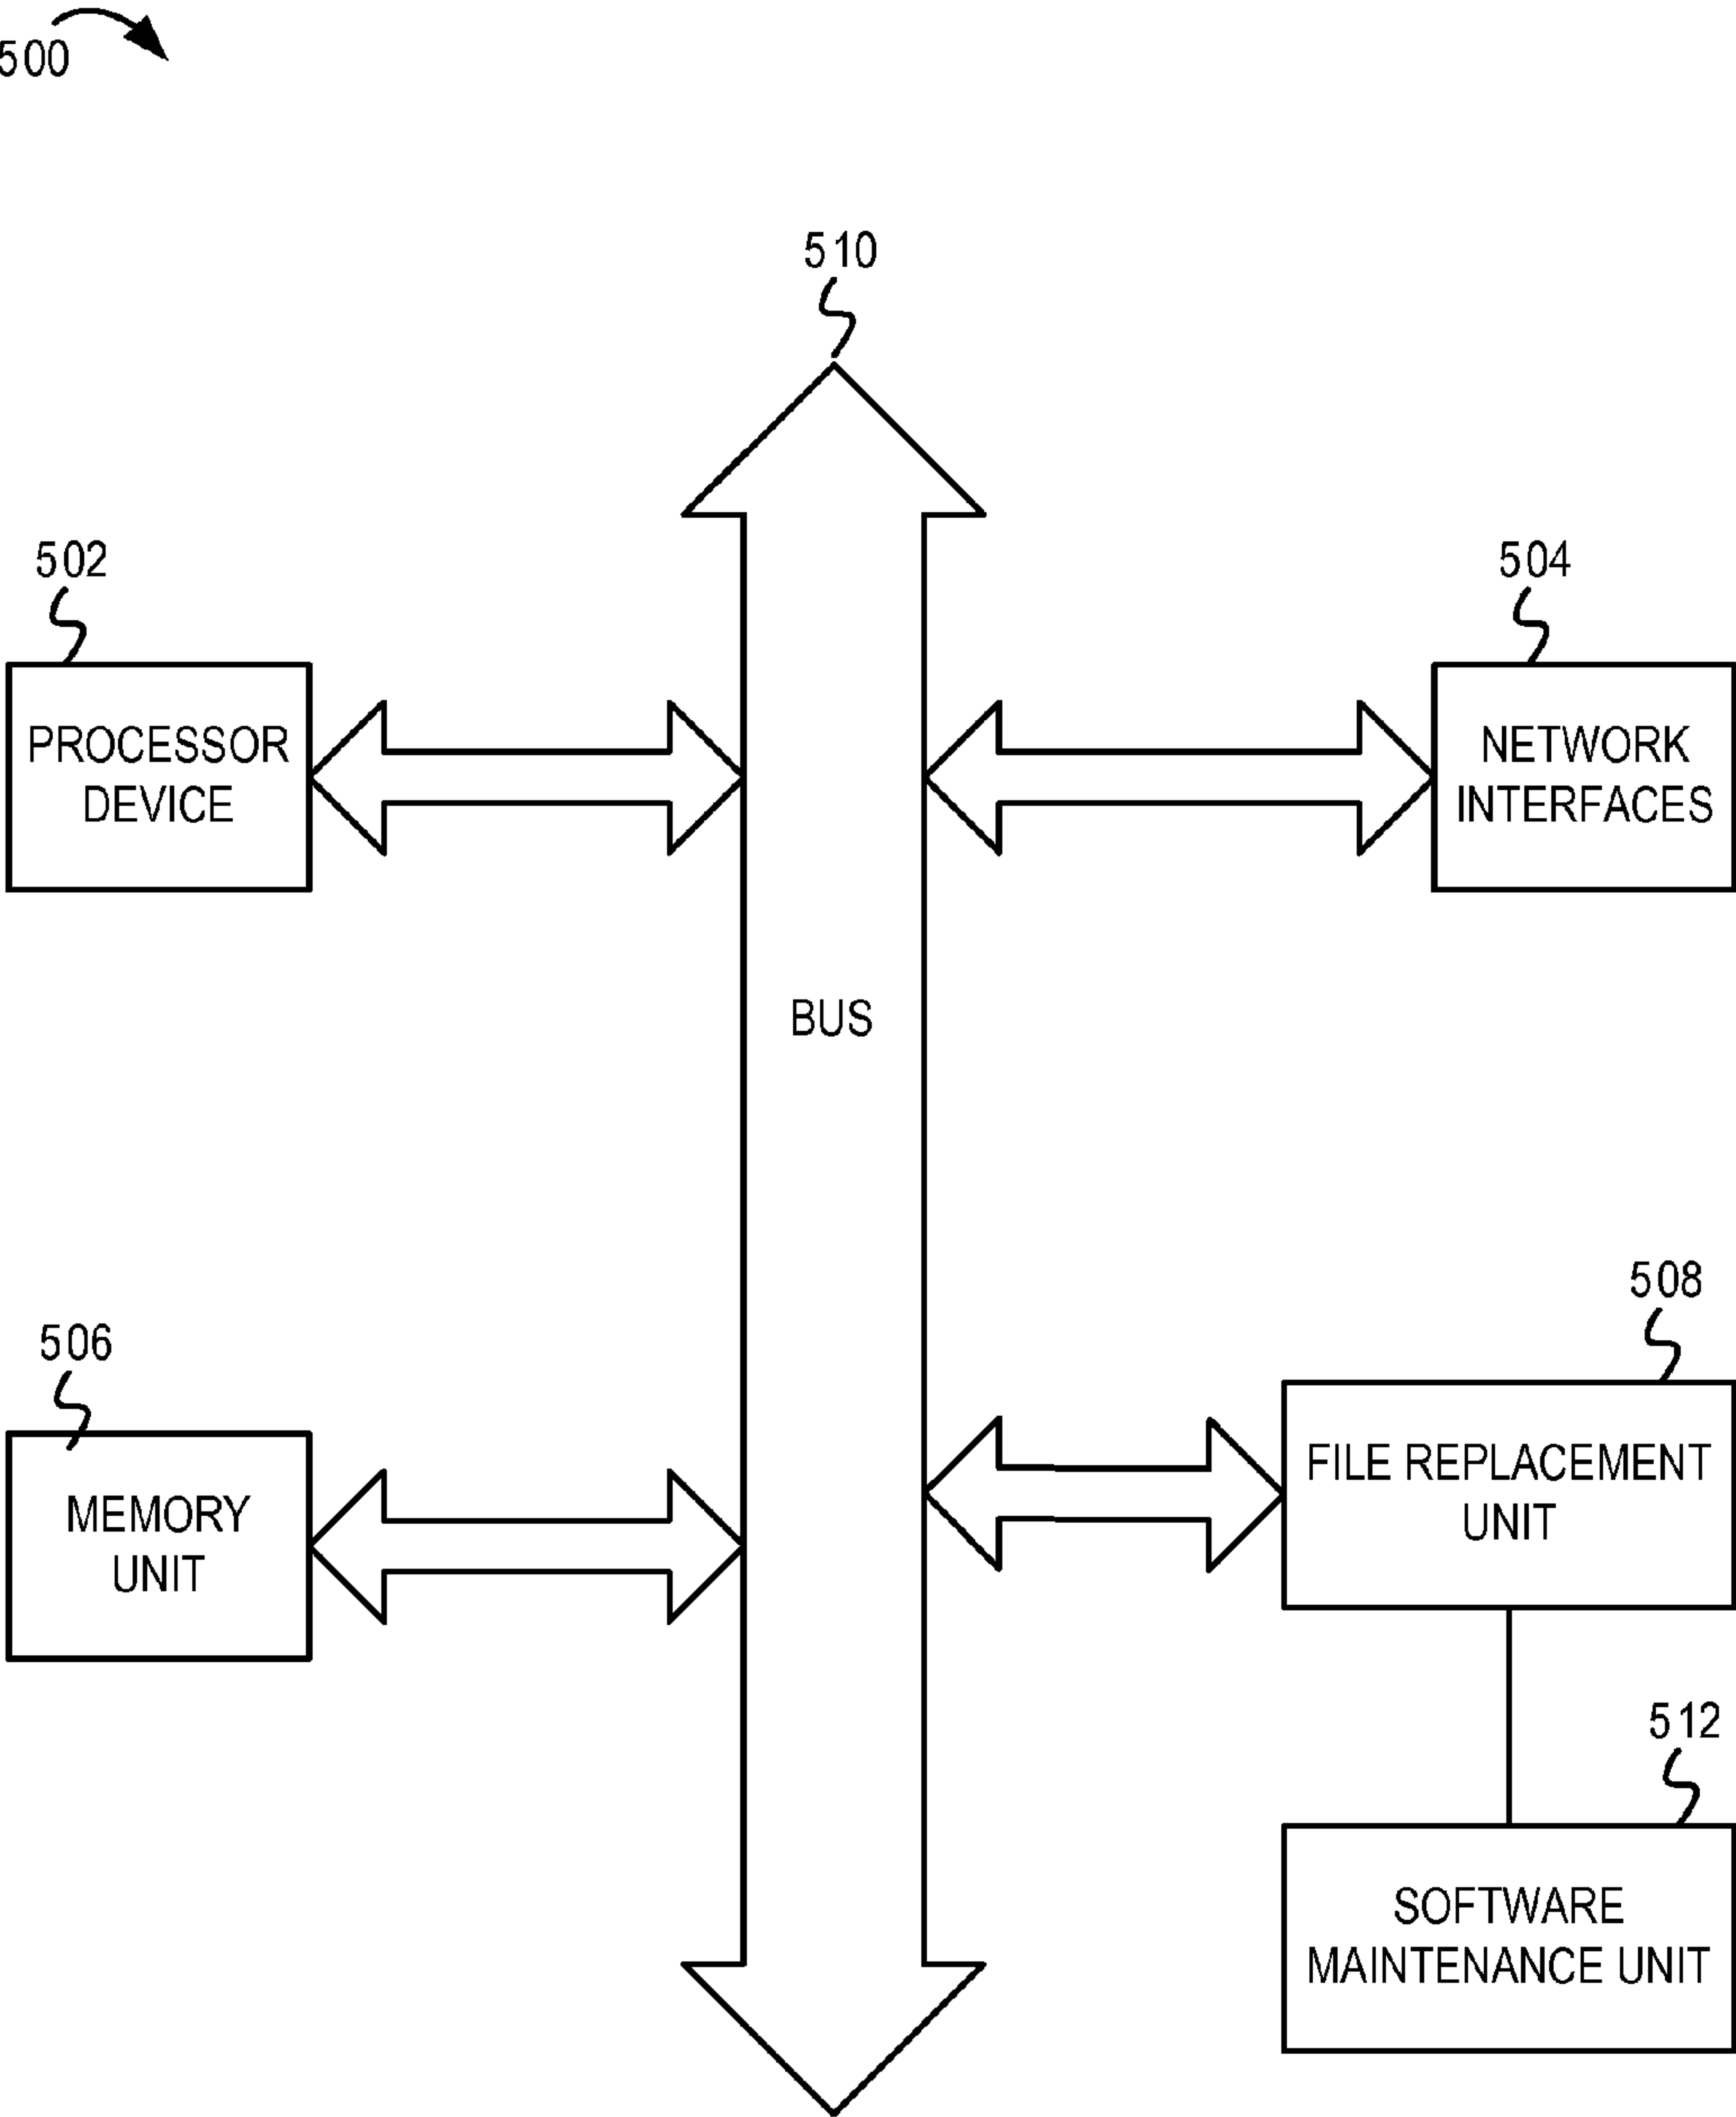 500
510
502
504
PROCESSOR
DEVICE
NETWORK
INTERFACES
BUS
508
506
FILE REPLACEMENT
UNIT
MEMORY
UNIT
512
SOFTWARE
MAINTENANCE UNIT